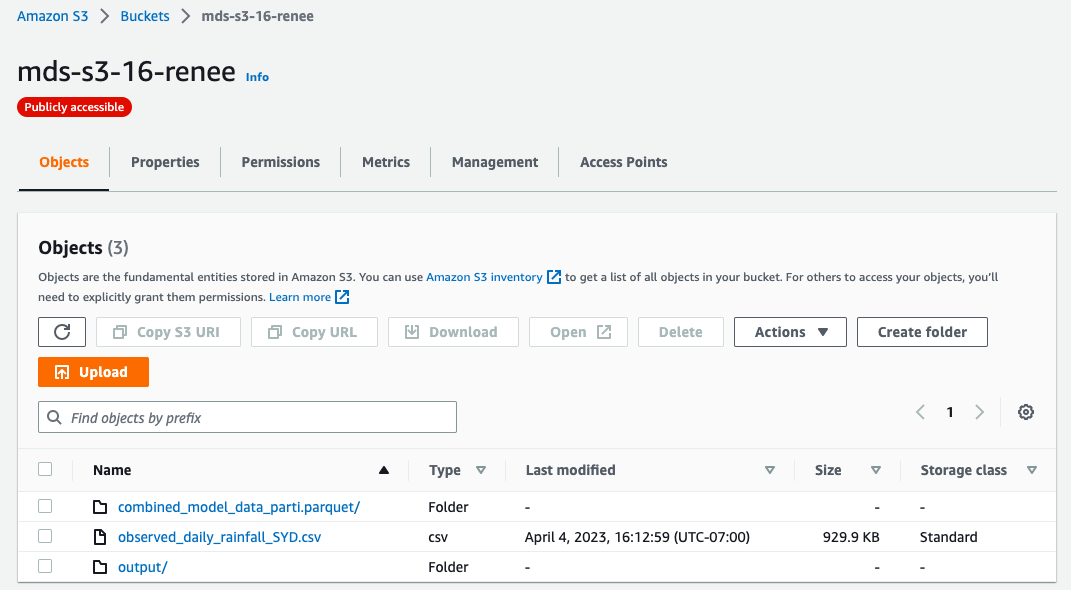 Amazon S3 > Buckets > mds-s3-16-renee
mds-s3-16-renee Info
Publicly accessible
Objects Properties Permissions Metrics Management Access Points
Objects (3)
Objects are the fundamental entities stored in Amazon S3. You can use Amazon S3 inventory to get a list of all objects in your bucket. For others to access your objects, you'll
need to explicitly grant them permissions. Learn more
Copy S3 URI Copy URL Download Open Delete Actions Create folder
Upload
Find objects by prefix 1
Name Type Last modified Size Storage class
combined_model_data_parti.parquet/ Folder - - -
observed_daily_rainfall_SYD.csv csv April 4, 2023, 16:12:59 (UTC-07:00) 929.9 KB Standard
output/ Folder - - -